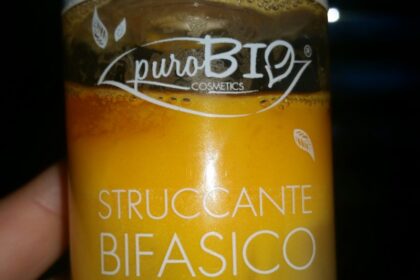 puroBIO®
COSMETICS
STRUCCANTE
BIFASICO